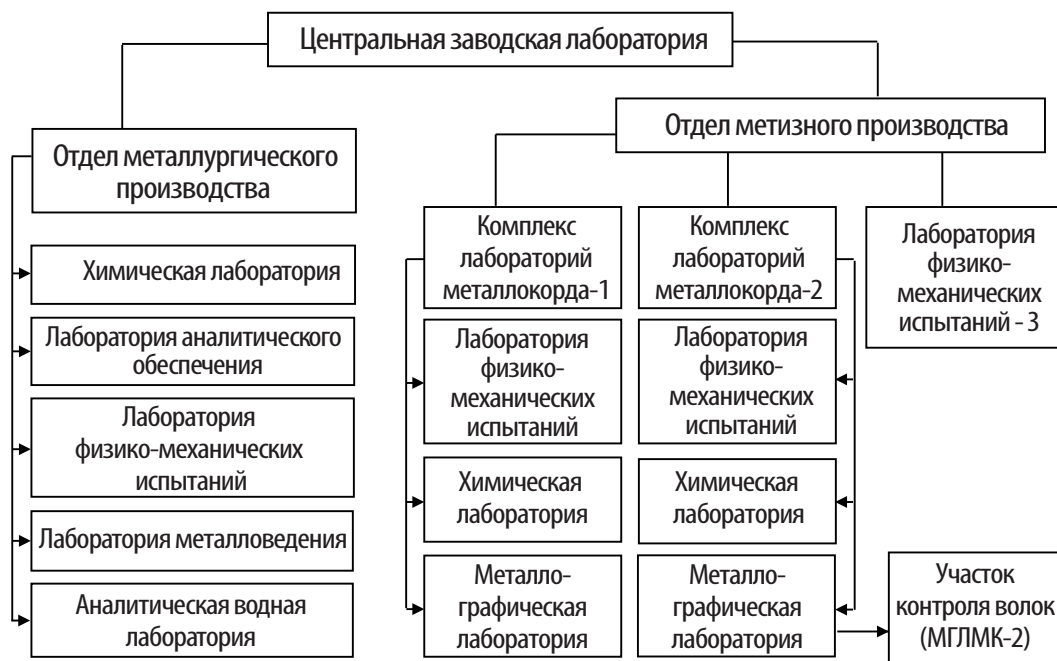 Центральная заводская лаборатория
Отдел металлургического
производства
Химическая лаборатория
Лаборатория аналитического
обеспечения
Лаборатория
физико-механических
испытаний
Лаборатория металловедения
Аналитическая водная
лаборатория
Отдел метизного производства
Комплекс
лабораторий
металлокорда-1
Лаборатория
физико-
механических
испытаний
Химическая
лаборатория
Металло-
графическая
лаборатория
Комплекс
лабораторий
металлокорда-2
Лаборатория
физико-
механических
испытаний
Химическая
лаборатория
Металло-
графическая
лаборатория
Участок
контроля волок
(МГЛМК-2)
Лаборатория
физико-
механических
испытаний - 3